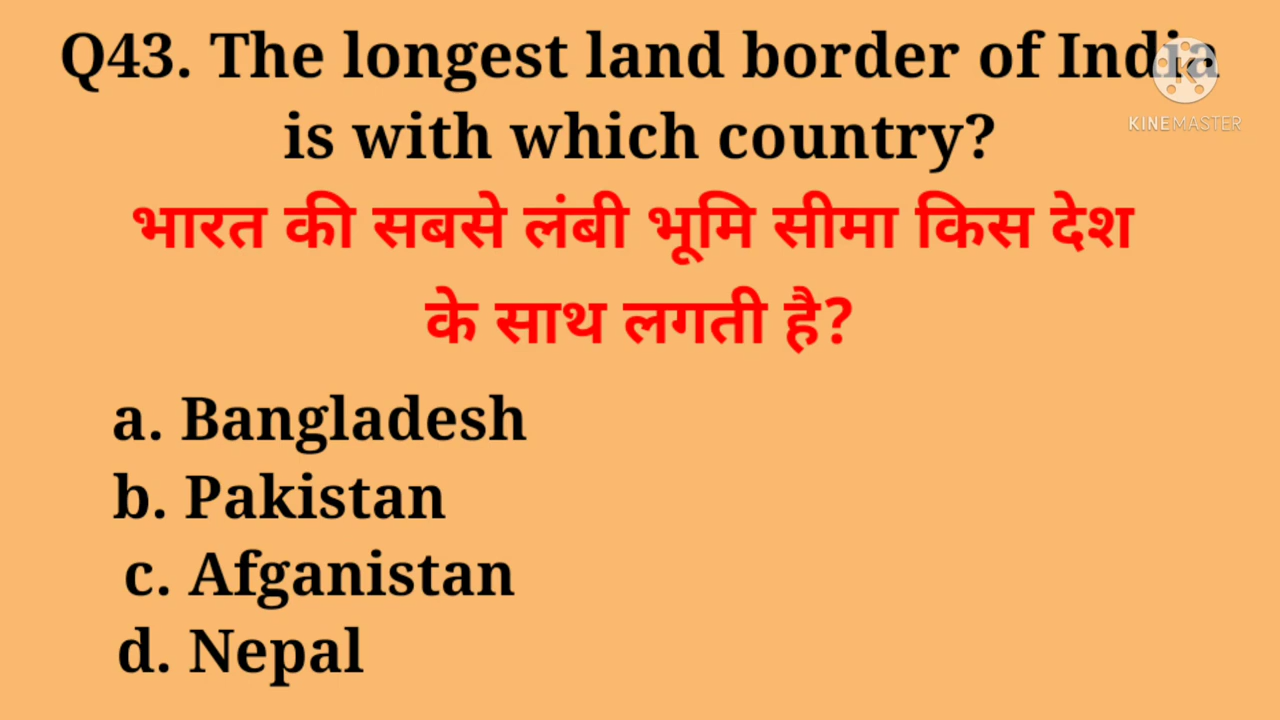 Q43. The longest land border of India
is with which country?
KINEMASTER
भारत की सबसे लंबी भूमि सीमा किस देश
के साथ लगती है?
a. Bangladesh
b. Pakistan
c. Afganistan
d. Nepal